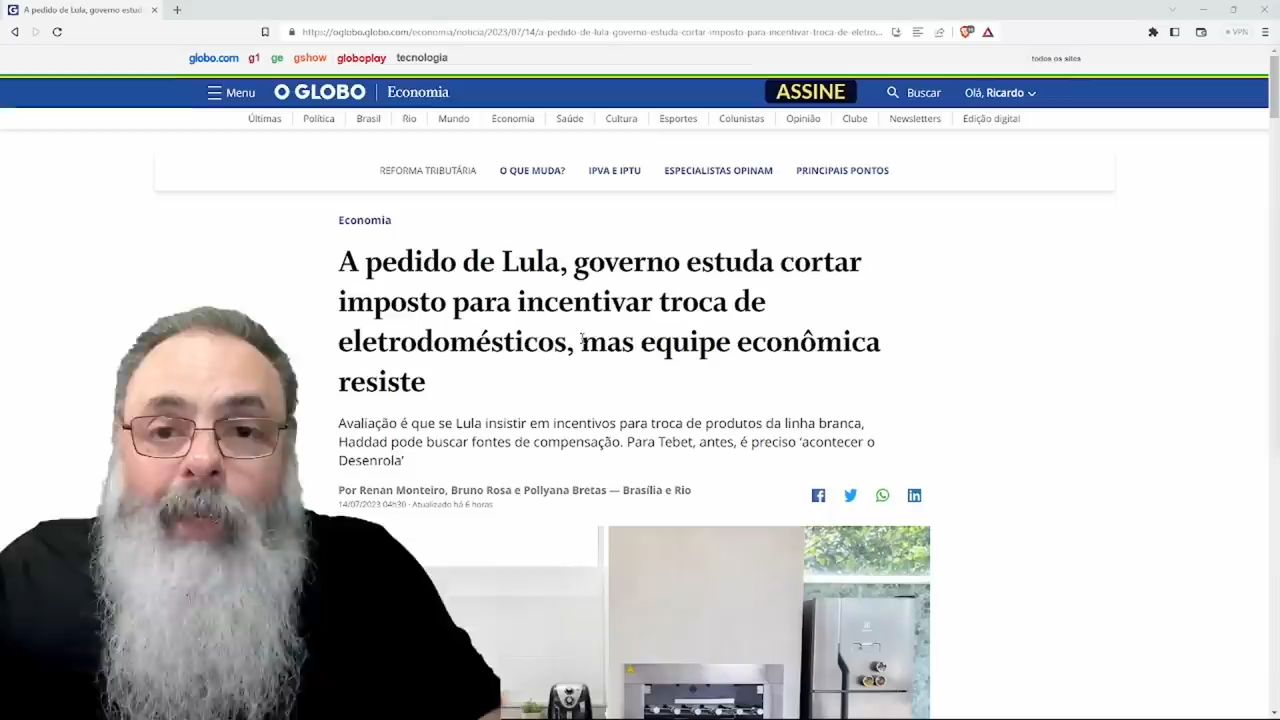 A pedido de Lula, governo estud
https://oglobo.globo.com/economia/noticia/2023/07/14/a-pedido-de-lula-governo-estuda-cortar-imposto-para-incentivar-troca-de-eletro...
VPN
globo.com g1 ge gshow globoplay tecnologia
todos os sites
Menu O GLOBO Economia ASSINE Buscar Olá, Ricardo
Últimas Política Brasil Rio Mundo Economia Saúde Cultura Esportes Colunistas Opinião Clube Newsletters Edição digital
REFORMA TRIBUTÁRIA O QUE MUDA? IPVA E IPTU ESPECIALISTAS OPINAM PRINCIPAIS PONTOS
Economia
A pedido de Lula, governo estuda cortar
imposto para incentivar troca de
eletrodomésticos, mas equipe econômica
resiste
Avaliação é que se Lula insistir em incentivos para troca de produtos da linha branca,
Haddad pode buscar fontes de compensação. Para Tebet, antes, é preciso ‘acontecer o
Desenrola’
Por Renan Monteiro, Bruno Rosa e Pollyana Bretas — Brasília e Rio
14/07/2023 04h30 · Atualizado há 6 horas